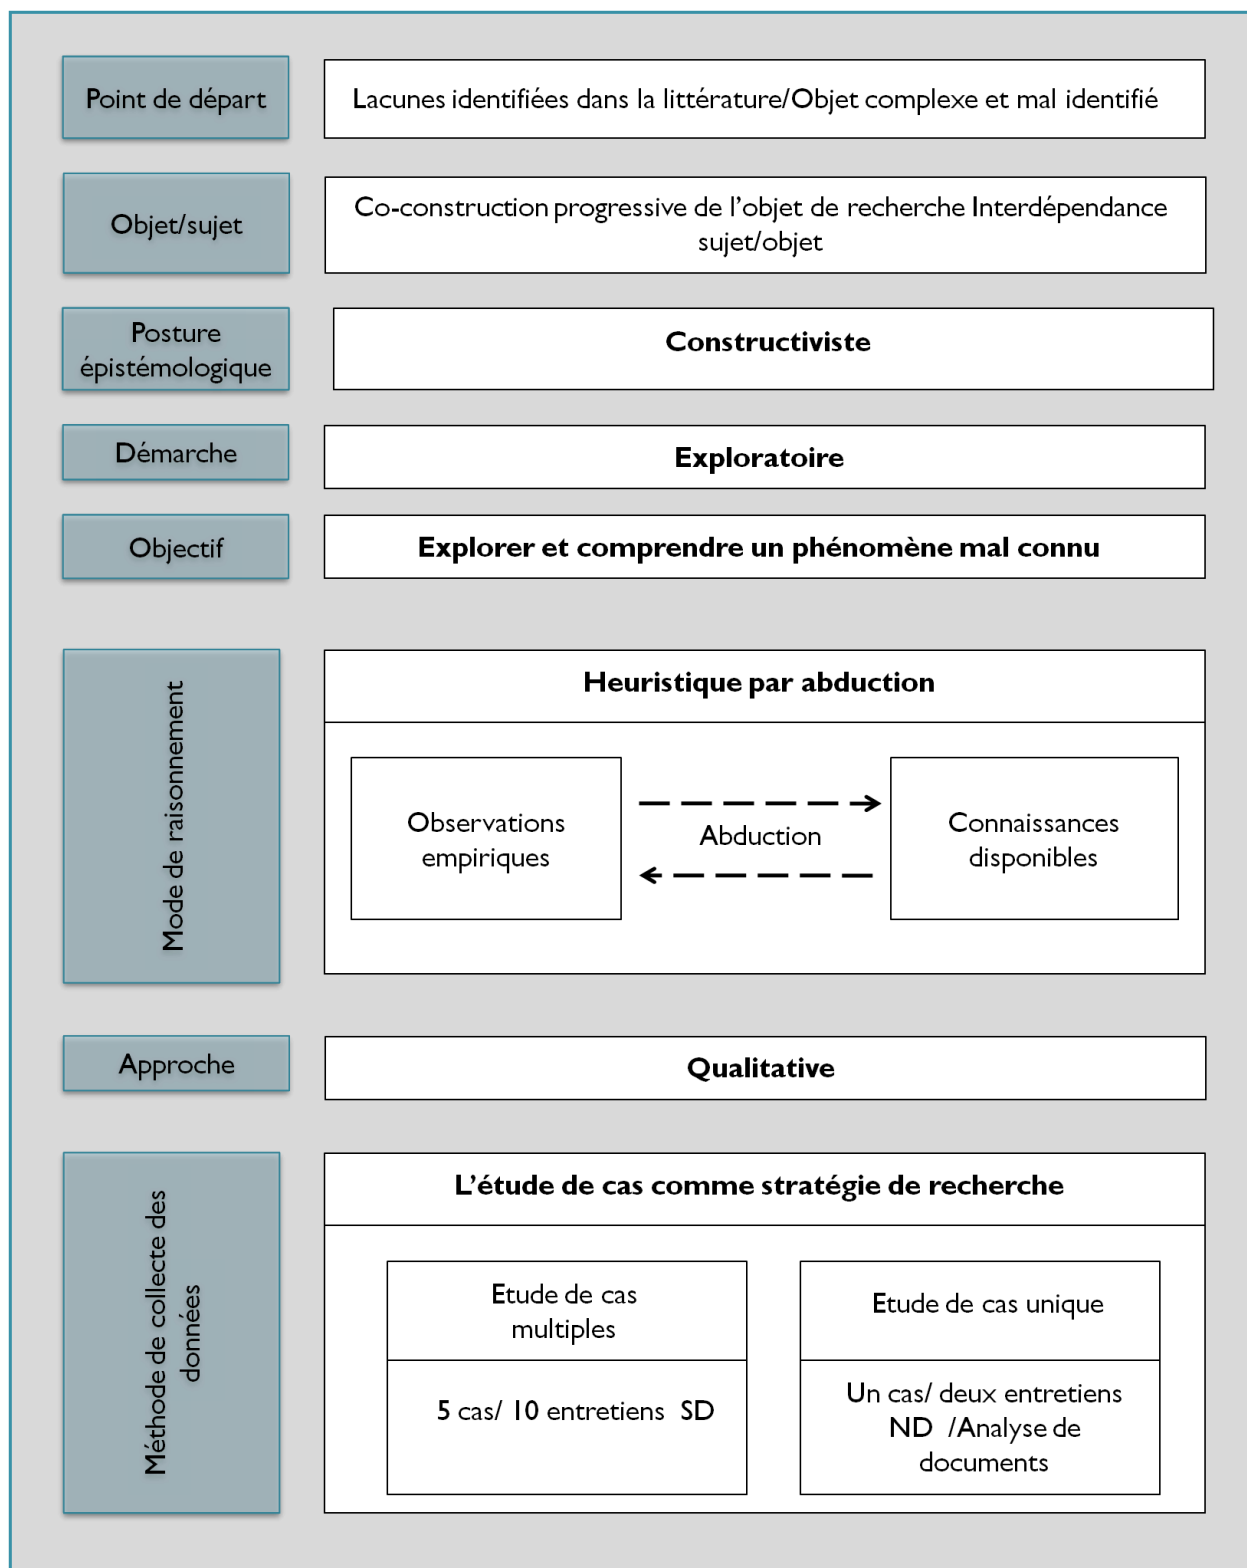 Point de départ
Lacunes identifiées dans la littérature/Objet complexe et mal identifié
Objet/sujet
Co-construction progressive de l'objet de recherche Interdépendance
sujet/objet
Posture
épistémologique
Constructiviste
Démarche
Exploratoire
Objectif
Explorer et comprendre un phénomène mal connu
Mode de raisonnement
Heuristique par abduction
Observations
empiriques
Abduction
Connaissances
disponibles
Approche
Qualitative
Méthode de collecte des
données
L'étude de cas comme stratégie de recherche
Etude de cas
multiples
5 cas/ 10 entretiens SD
Etude de cas unique
Un cas/ deux entretiens
ND /Analyse de
documents